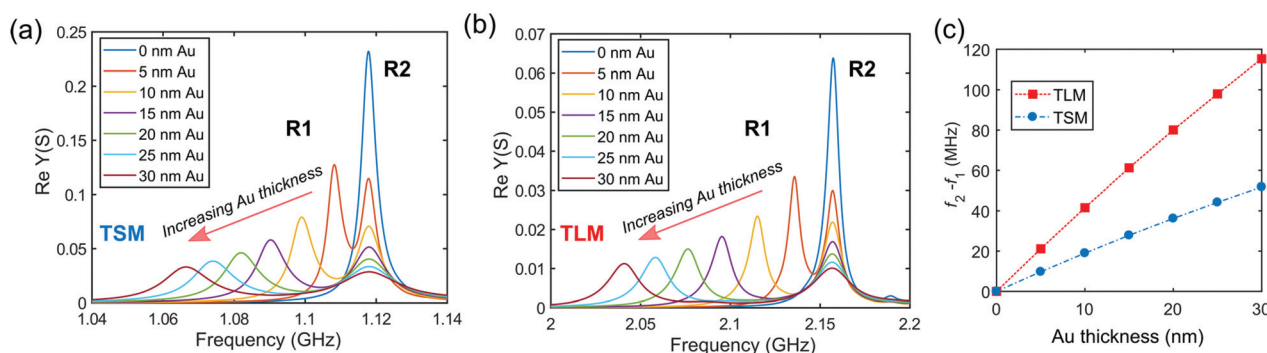 (a)
0.25
0.2
0.15
0.1
0.05
0
Re Y(S)
0 nm Au
5 nm Au
10 nm Au
15 nm Au
20 nm Au
25 nm Au
30 nm Au
R2
R1
Increasing Au thickness
TSM
1.04
1.06
1.08
1.1
1.12
1.14
Frequency (GHz)
(b)
0.07
0.06
0.05
0.04
0.03
0.02
0.01
0
Re Y(S)
0 nm Au
5 nm Au
10 nm Au
15 nm Au
20 nm Au
25 nm Au
30 nm Au
R2
R1
Increasing Au thickness
TLM
2
2.05
2.1
2.15
2.2
Frequency (GHz)
(c)
120
100
80
60
40
20
0
f2 -f1 (MHz)
TLM
TSM
0
10
20
30
Au thickness (nm)